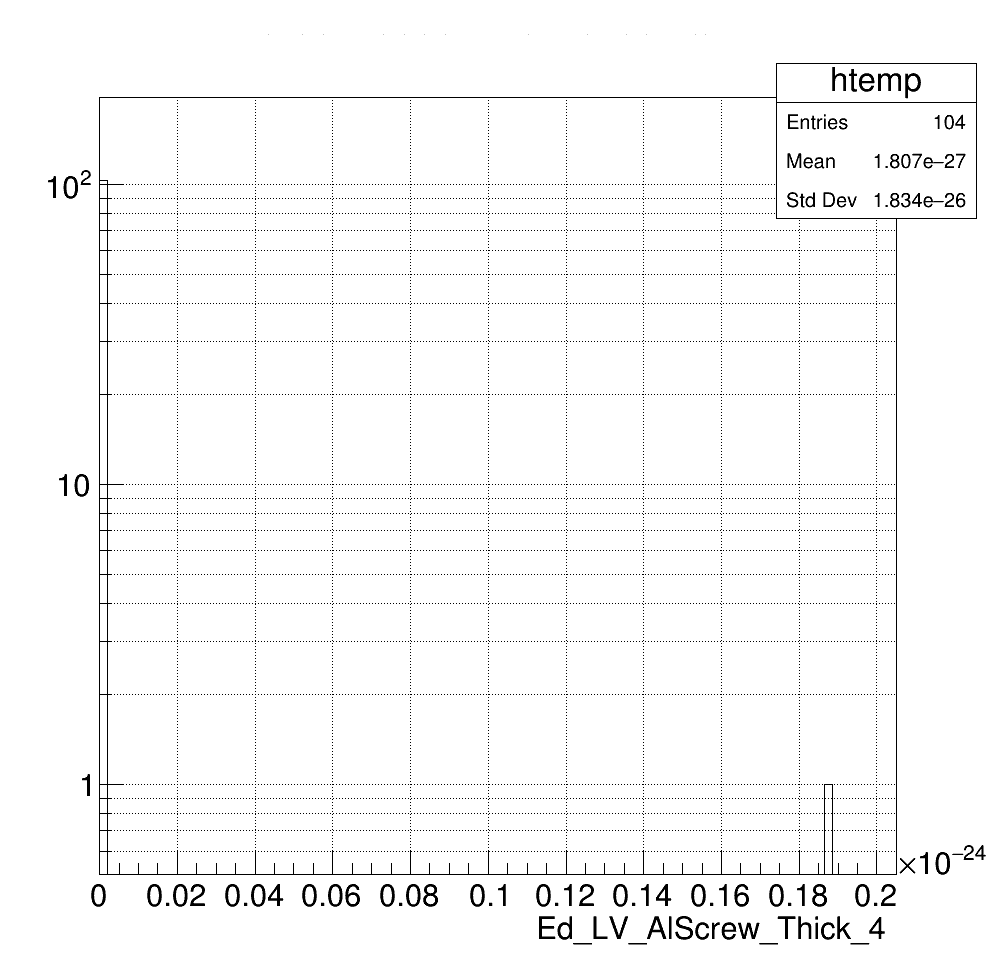 htemp
Entries 104
Mean 1.807e−27
Std Dev 1.834e−26
10²
10
1
0 0.02 0.04 0.06 0.08 0.1 0.12 0.14 0.16 0.18 0.2
×10⁻²⁴
Ed_LV_AlScrew_Thick_4